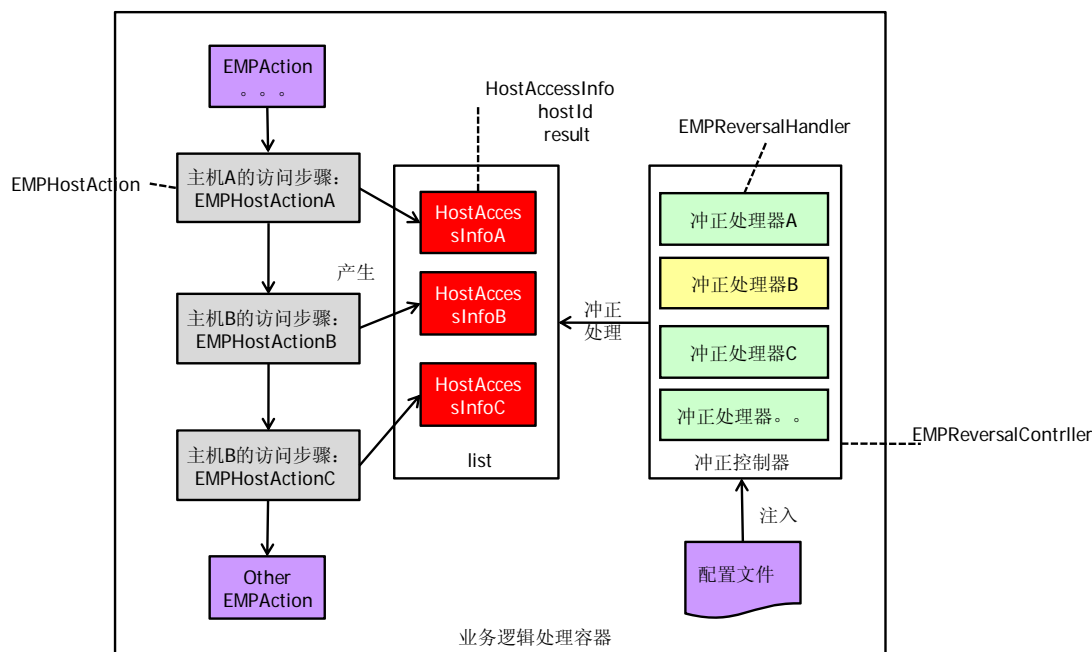 EMPAction
。。。
HostAccessInfo
hostId
result
EMPReversalHandler
EMPHostAction
主机A的访问步骤：
EMPHostActionA
HostAcces
sInfoA
冲正处理器A
产生
主机B的访问步骤：
EMPHostActionB
HostAcces
sInfoB
冲正
处理
冲正处理器B
冲正处理器C
主机B的访问步骤：
EMPHostActionC
HostAcces
sInfoC
list
冲正处理器。。
冲正控制器
EMPReversalContrller
注入
Other
EMPAction
配置文件
业务逻辑处理容器